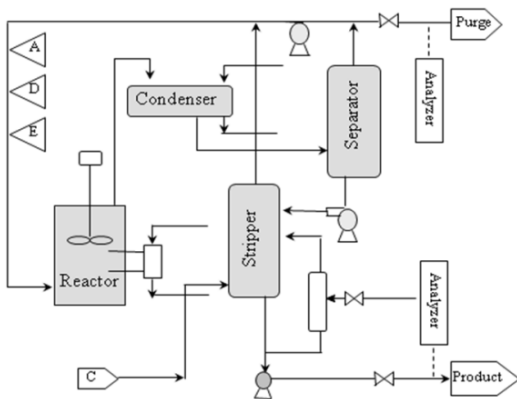 Purge
A
D
E
Condenser
Separator
Analyzer
Stripper
Reactor
Analyzer
C
Product